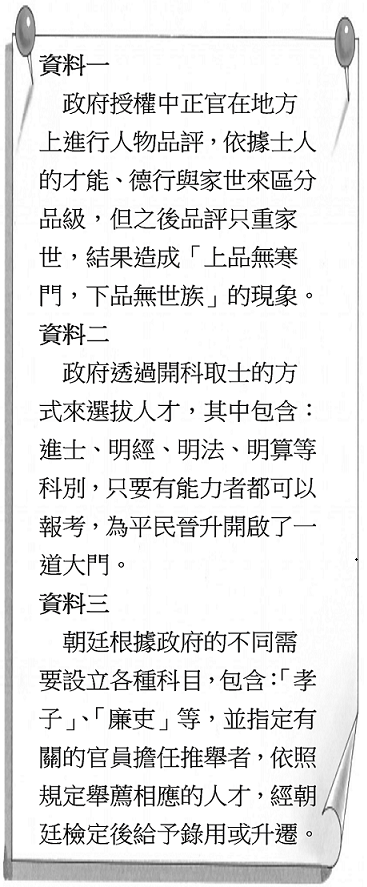 資料一
政府授權中正官在地方
上進行人物品評，依據士人
的才能、德行與家世來區分
品級，但之後品評只重家
世，結果造成「上品無寒
門，下品無世族」的現象。
資料二
政府透過開科取士的方
式來選拔人才，其中包含：
進士、明經、明法、明算等
科別，只要有能力者都可以
報考，為平民晉升開啟了一
道大門。
資料三
朝廷根據政府的不同需
要設立各種科目，包含：「孝
子」、「廉吏」等，並指定有
關的官員擔任推舉者，依照
規定舉薦相應的人才，經朝
廷檢定後給予錄用或升遷。